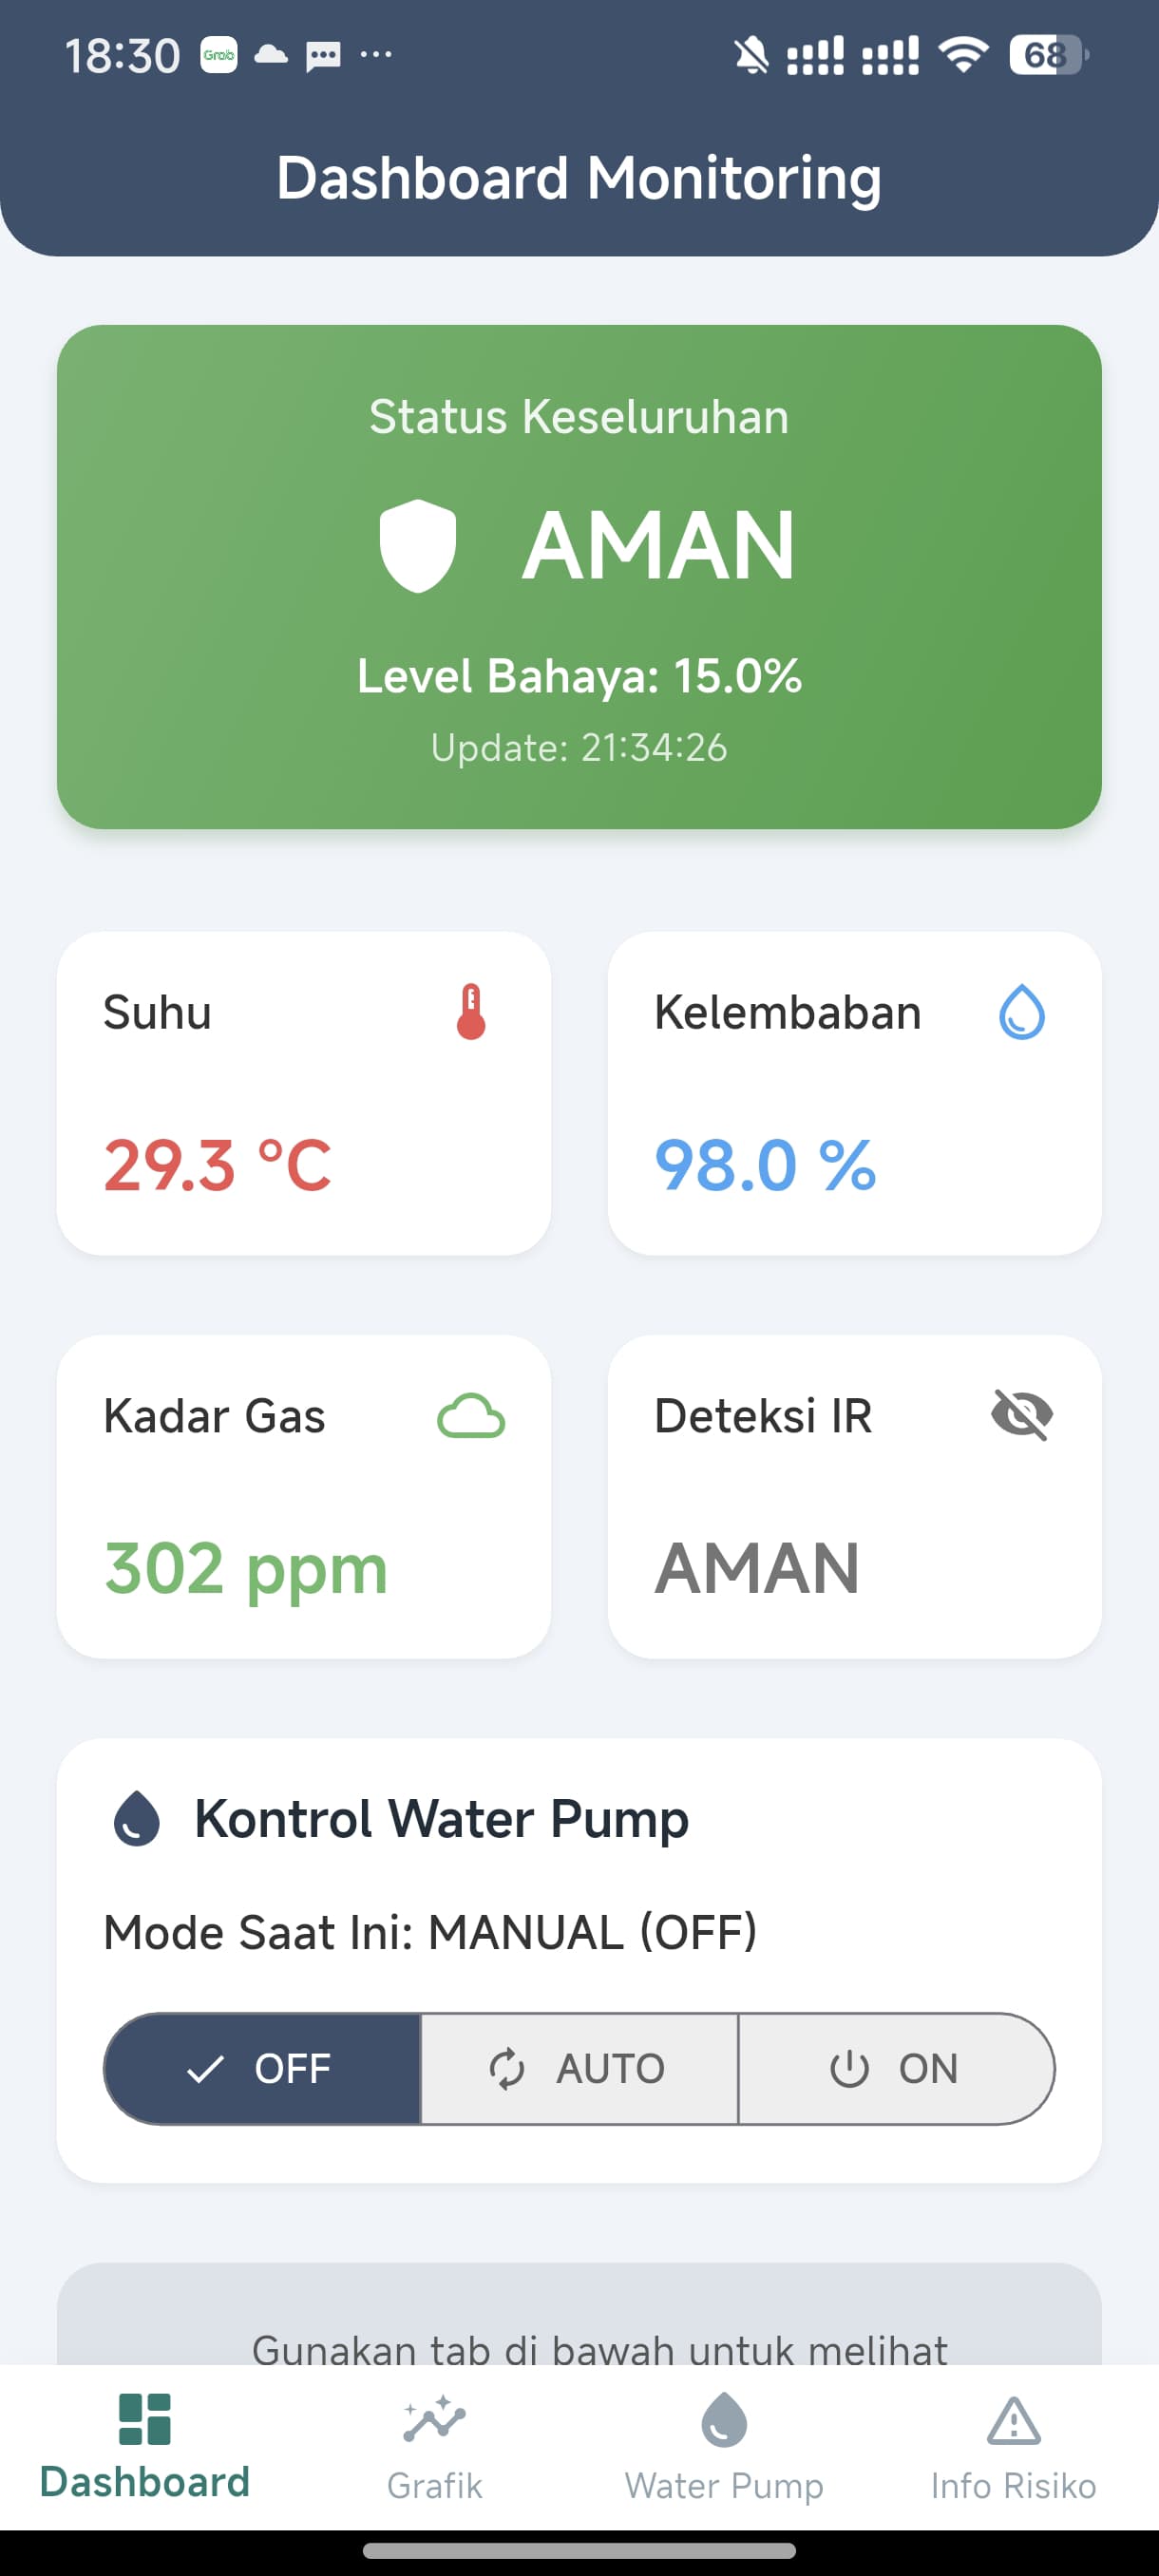 18:30
Grab
68
Dashboard Monitoring
Status Keseluruhan
AMAN
Level Bahaya: 15.0%
Update: 21:34:26
Suhu
Kelembaban
29.3 °C
98.0 %
Kadar Gas
Deteksi IR
302 ppm
AMAN
Kontrol Water Pump
Mode Saat Ini: MANUAL (OFF)
OFF
AUTO
ON
Gunakan tab di bawah untuk melihat
Dashboard
Grafik
Water Pump
Info Risiko